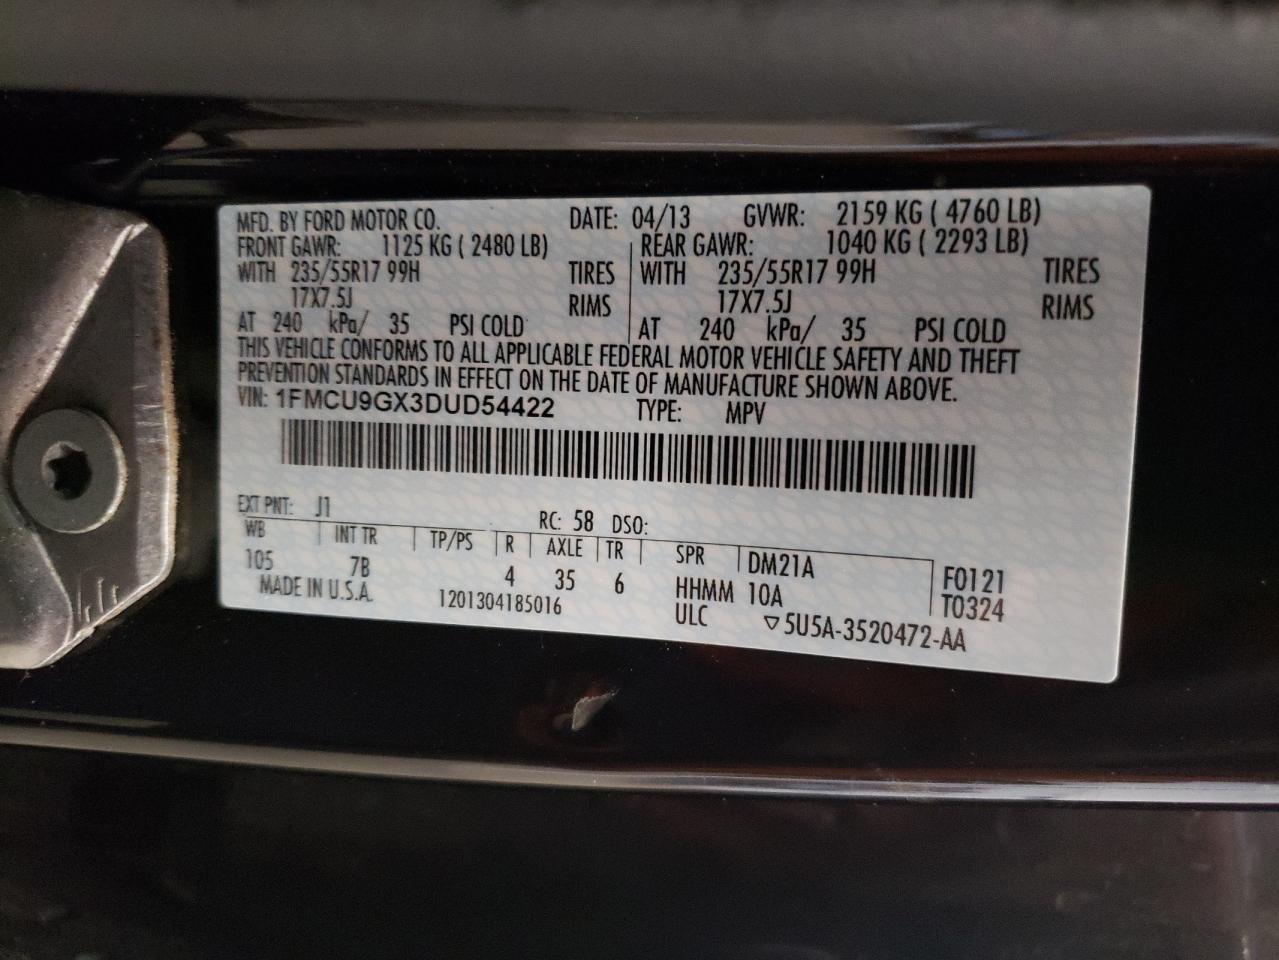 MFD. BY FORD MOTOR CO. DATE: 04/13 GVWR: 2159 KG ( 4760 LB)
FRONT GAWR: 1125 KG ( 2480 LB) REAR GAWR: 1040 KG ( 2293 LB)
WITH 235/55R17 99H TIRES WITH 235/55R17 99H TIRES
17X7.5J RIMS 17X7.5J RIMS
AT 240 kPa/ 35 PSI COLD AT 240 kPa/ 35 PSI COLD
THIS VEHICLE CONFORMS TO ALL APPLICABLE FEDERAL MOTOR VEHICLE SAFETY AND THEFT
PREVENTION STANDARDS IN EFFECT ON THE DATE OF MANUFACTURE SHOWN ABOVE.
VIN: 1FMCU9GX3DUD54422 TYPE: MPV
EXT PNT: J1 RC: 58 DSO:
WB INT TR TP/PS R AXLE TR SPR DM21A
105 7B 4 35 6 HHMM 10A F0121
MADE IN U.S.A. 1201304185016 ULC T0324
▽5U5A-3520472-AA